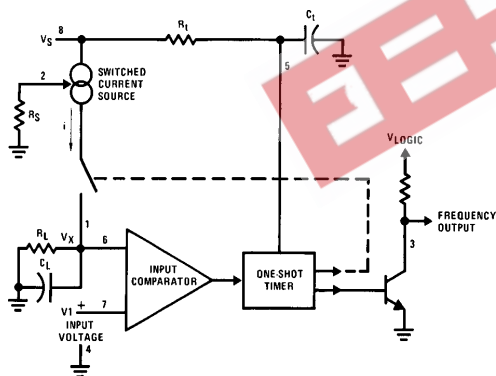 VS 8 Rt Ct
5
2 SWITCHED
CURRENT
SOURCE
RS
i
VLOGIC
FREQUENCY
OUTPUT
3
1
RL VX 6
CL
INPUT
COMPARATOR
ONE-SHOT
TIMER
V1 + 7
INPUT
VOLTAGE
4